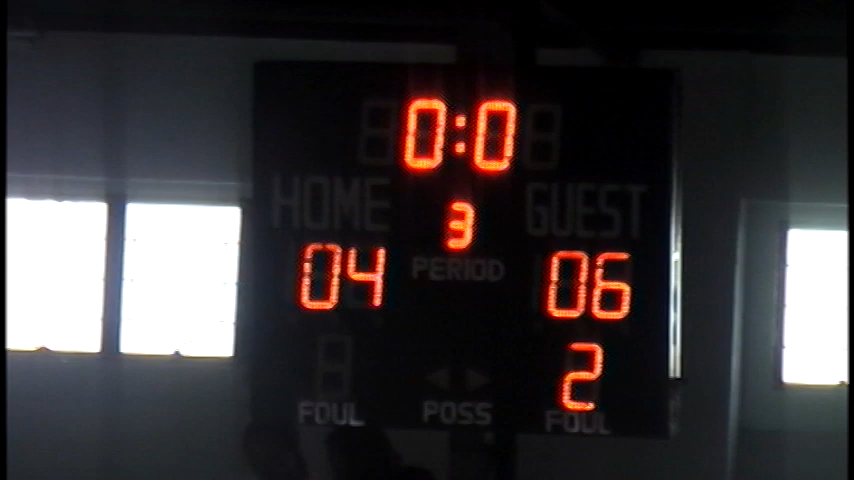 0:0
HOME GUEST
3
PERIOD
04 06
2
FOUL POSS FOUL